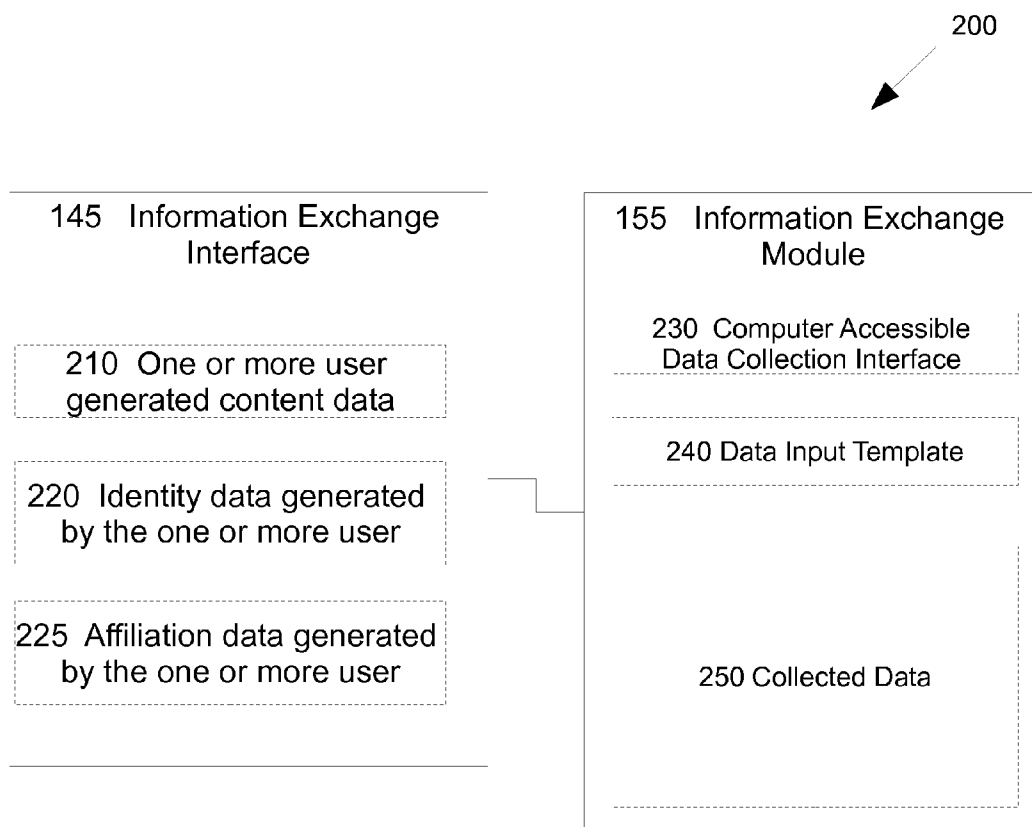 200
145 Information Exchange
Interface
210 One or more user
generated content data
220 Identity data generated
by the one or more user
225 Affiliation data generated
by the one or more user
155 Information Exchange
Module
230 Computer Accessible
Data Collection Interface
240 Data Input Template
250 Collected Data